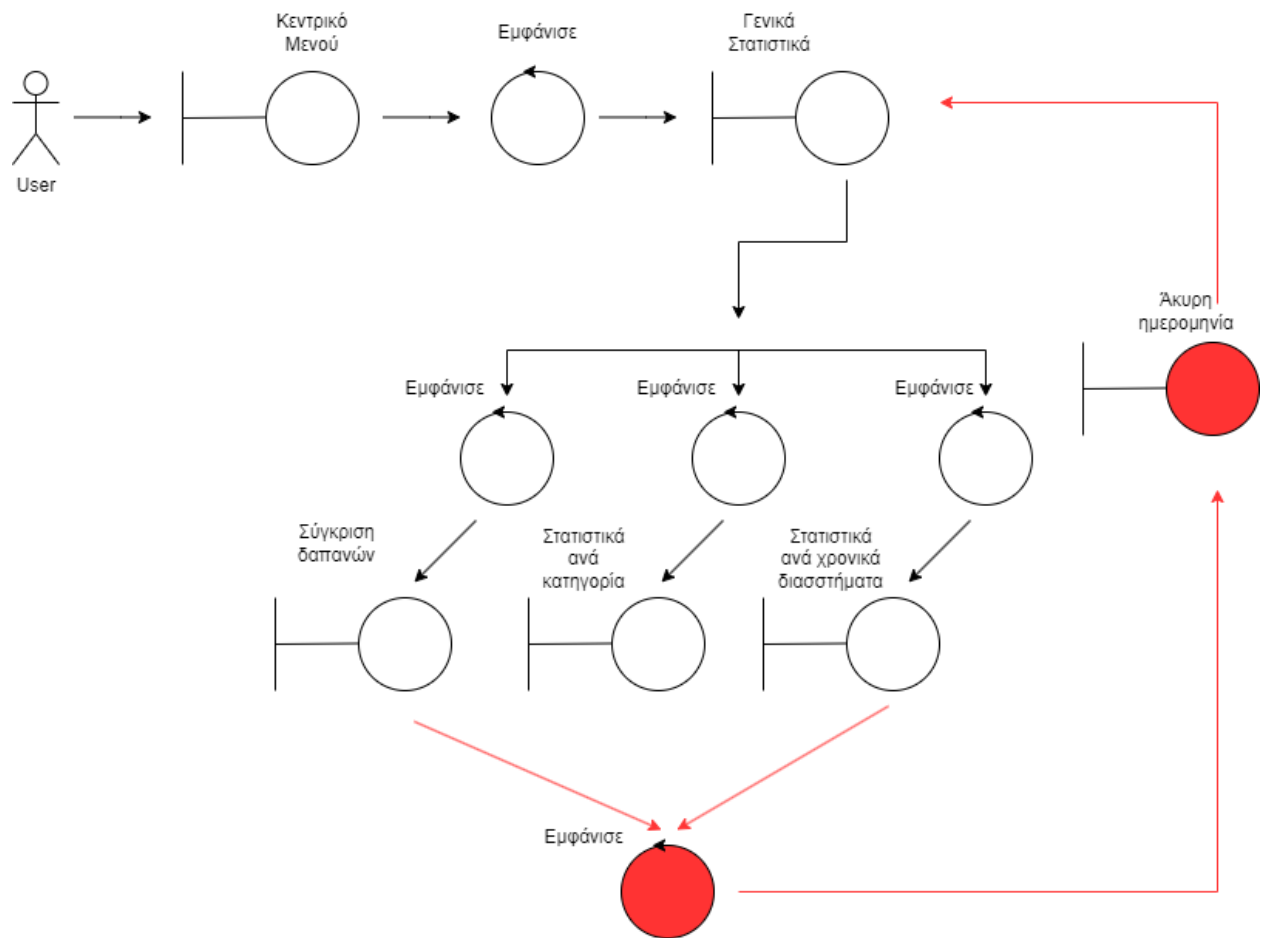 Κεντρικό
Μενού
Εμφάνισε
Γενικά
Στατιστικά
User
Άκυρη
ημερομηνία
Εμφάνισε
Εμφάνισε
Εμφάνισε
Σύγκριση
δαπανών
Στατιστικά
ανά
κατηγορία
Στατιστικά
ανά χρονικά
διασστήματα
Εμφάνισε